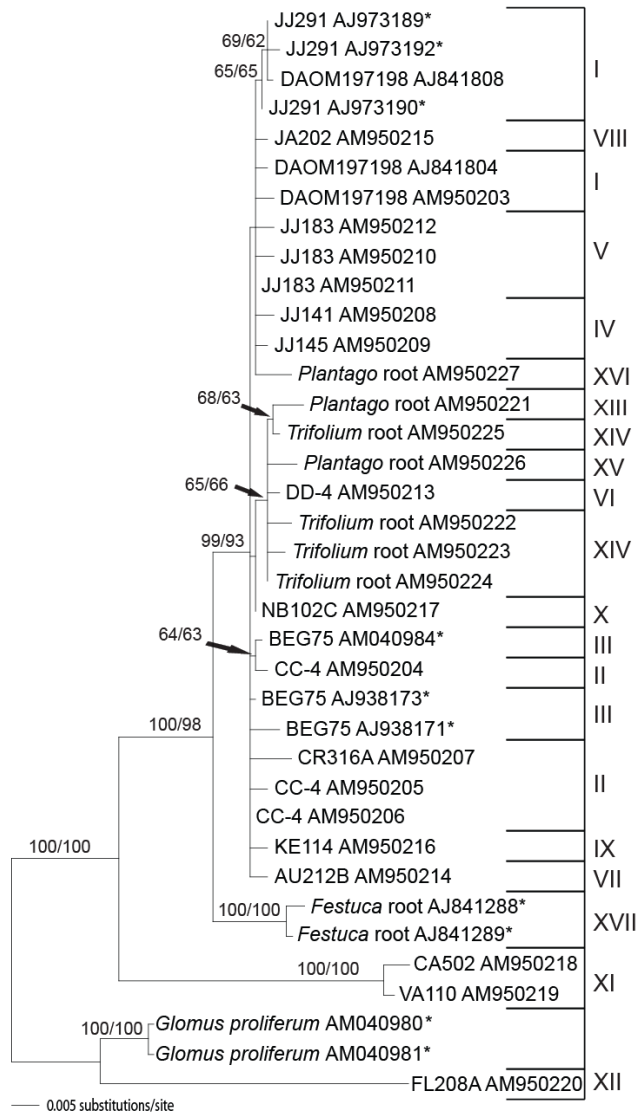 JJ291 AJ973189*
69/62
JJ291 AJ973192*
65/65
DAOM197198 AJ841808
I
JJ291 AJ973190*
JA202 AM950215
VIII
DAOM197198 AJ841804
I
DAOM197198 AM950203
JJ183 AM950212
JJ183 AM950210
V
JJ183 AM950211
JJ141 AM950208
IV
JJ145 AM950209
Plantago root AM950227
XVI
68/63
Plantago root AM950221
XIII
Trifolium root AM950225
XIV
Plantago root AM950226
XV
65/66
DD-4 AM950213
VI
Trifolium root AM950222
99/93
Trifolium root AM950223
XIV
Trifolium root AM950224
NB102C AM950217
X
64/63
BEG75 AM040984*
III
CC-4 AM950204
II
BEG75 AJ938173*
III
BEG75 AJ938171*
100/98
CR316A AM950207
CC-4 AM950205
II
CC-4 AM950206
KE114 AM950216
IX
100/100
AU212B AM950214
VII
100/100
Festuca root AJ841288*
XVII
Festuca root AJ841289*
100/100
CA502 AM950218
XI
VA110 AM950219
100/100
Glomus proliferum AM040980*
Glomus proliferum AM040981*
FL208A AM950220
XII
0.005 substitutions/site